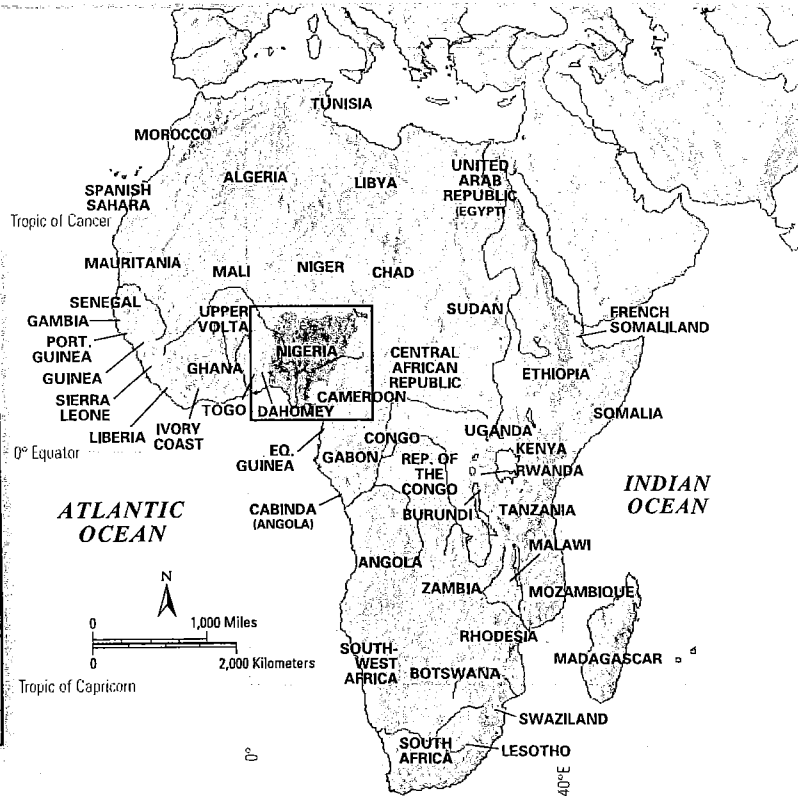 TUNISIA
MOROCCO
ALGERIA
LIBYA
UNITED
ARAB
REPUBLIC
(EGYPT)
SPANISH
SAHARA
Tropic of Cancer
MAURITANIA
MALI
NIGER
CHAD
SUDAN
SENEGAL
GAMBIA
PORT.
GUINEA
GUINEA
SIERRA
LEONE
LIBERIA
IVORY
COAST
UPPER
VOLTA
GHANA
TOGO
DAHOMEY
NIGERIA
CAMEROON
CENTRAL
AFRICAN
REPUBLIC
FRENCH
SOMALILAND
ETHIOPIA
SOMALIA
0° Equator
EQ.
GUINEA
GABON
CONGO
REP. OF
THE
CONGO
UGANDA
KENYA
RWANDA
BURUNDI
TANZANIA
CABINDA
(ANGOLA)
ATLANTIC
OCEAN
INDIAN
OCEAN
ANGOLA
ZAMBIA
MALAWI
MOZAMBIQUE
N
0 1,000 Miles
0 2,000 Kilometers
RHODESIA
SOUTH-
WEST
AFRICA
BOTSWANA
MADAGASCAR
Tropic of Capricorn
SWAZILAND
SOUTH
AFRICA
LESOTHO
0°
40°E